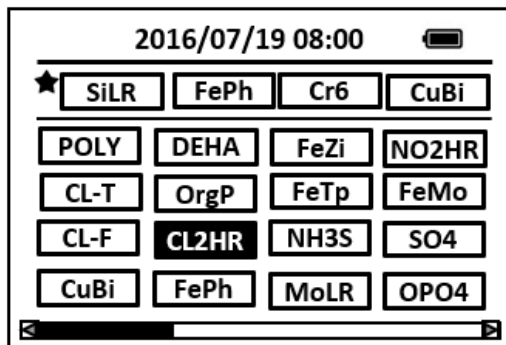 2016/07/19 08:00
SiLR FePh Cr6 CuBi
POLY DEHA FeZi NO2HR
CL-T OrgP FeTp FeMo
CL-F CL2HR NH3S SO4
CuBi FePh MoLR OPO4